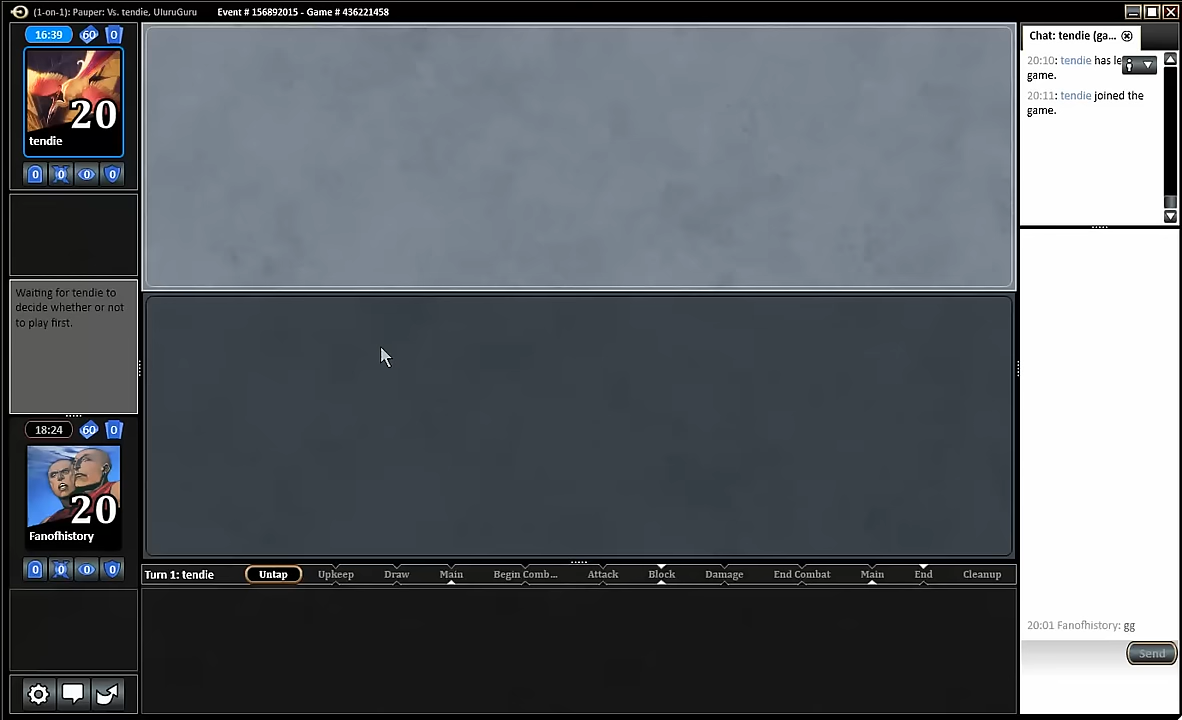 (1-on-1): Pauper: Vs. tendie, UluruGuru Event # 156892015 - Game # 436221458
16:39 60 0
20
tendie
0 0 0 0
Waiting for tendie to
decide whether or not
to play first.
18:24 60 0
20
Fanofhistory
0 0 0 0
Turn 1: tendie Untap Upkeep Draw Main Begin Comb... Attack Block Damage End Combat Main End Cleanup
Chat: tendie (ga...
20:10: tendie has le
game.
20:11: tendie joined the
game.
20:01 Fanofhistory: gg
Send